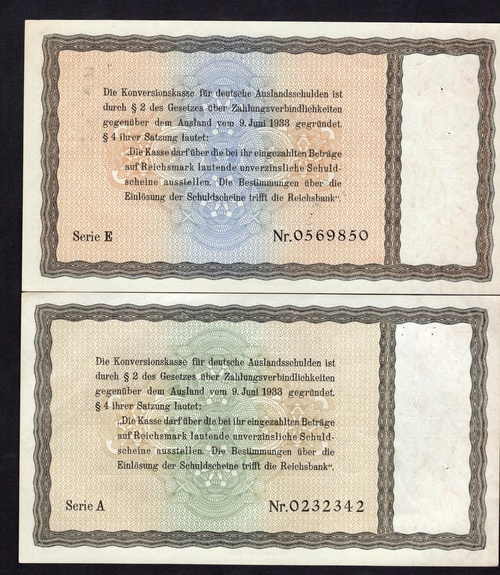 Die Konversionskasse für deutsche Auslandsschulden ist
durch § 2 des Gesetzes über Zahlungsverbindlichkeiten
gegenüber dem Ausland vom 9. Juni 1933 gegründet.
§ 4 ihrer Satzung lautet:
„Die Kasse darf über die bei ihr eingezahlten Beträge
auf Reichsmark lautende unverzinsliche Schuld-
scheine ausstellen. Die Bestimmungen über die
Einlösung der Schuldscheine trifft die Reichsbank“.
Serie E Nr.0569850
Die Konversionskasse für deutsche Auslandsschulden ist
durch § 2 des Gesetzes über Zahlungsverbindlichkeiten
gegenüber dem Ausland vom 9. Juni 1933 gegründet.
§ 4 ihrer Satzung lautet:
„Die Kasse darf über die bei ihr eingezahlten Beträge
auf Reichsmark lautende unverzinsliche Schuld-
scheine ausstellen. Die Bestimmungen über die
Einlösung der Schuldscheine trifft die Reichsbank“.
Serie A Nr.0232342